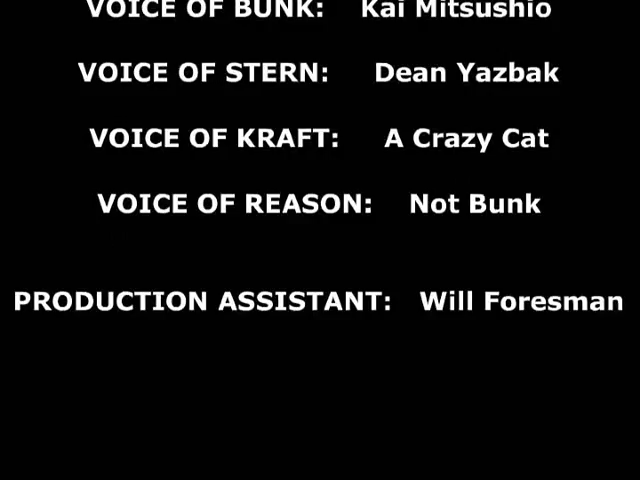 VOICE OF BUNK: Kai Mitsushio
VOICE OF STERN: Dean Yazbak
VOICE OF KRAFT: A Crazy Cat
VOICE OF REASON: Not Bunk
PRODUCTION ASSISTANT: Will Foresman